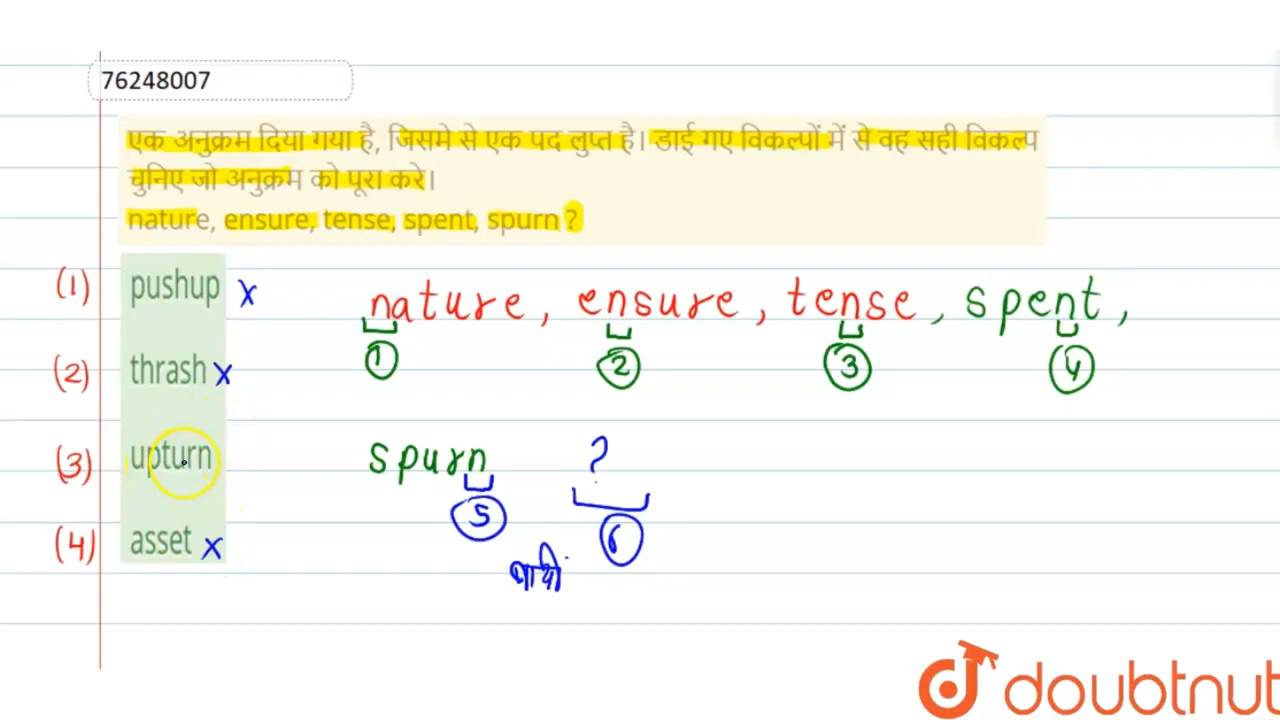 76248007
एक अनुक्रम दिया गया है, जिसमे से एक पद लुप्त है। डाई गए विकल्पों में से वह सही विकल्प
चुनिए जो अनुक्रम को पूरा करे।
nature, ensure, tense, spent, spurn ?
(1) pushup x
nature, ensure, tense, spent,
1 2 3 4
(2) thrash x
(3) upturn
spurn ?
5 6
(4) asset x
doubtnut